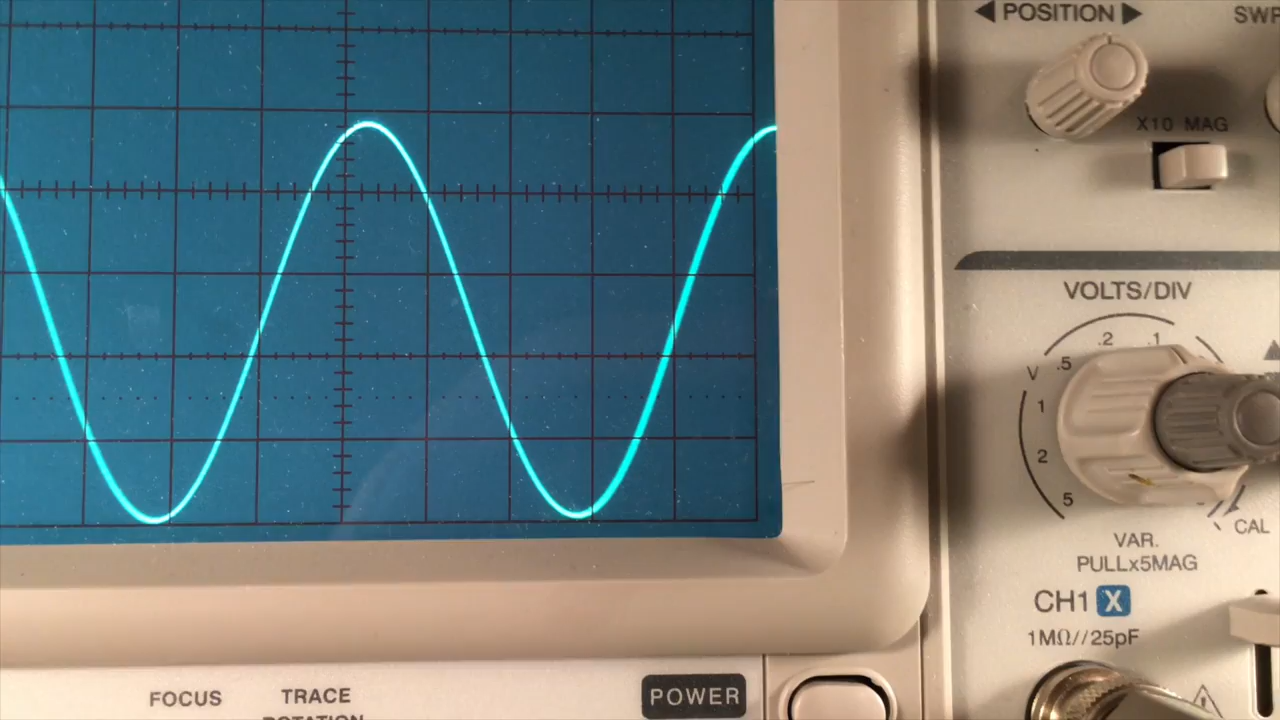 ◀ POSITION ▶
X10 MAG
VOLTS/DIV
.2 .1
.5
V
1
2
5
CAL
VAR.
PULLx5MAG
CH1 X
1MΩ//25pF
FOCUS
TRACE
POWER